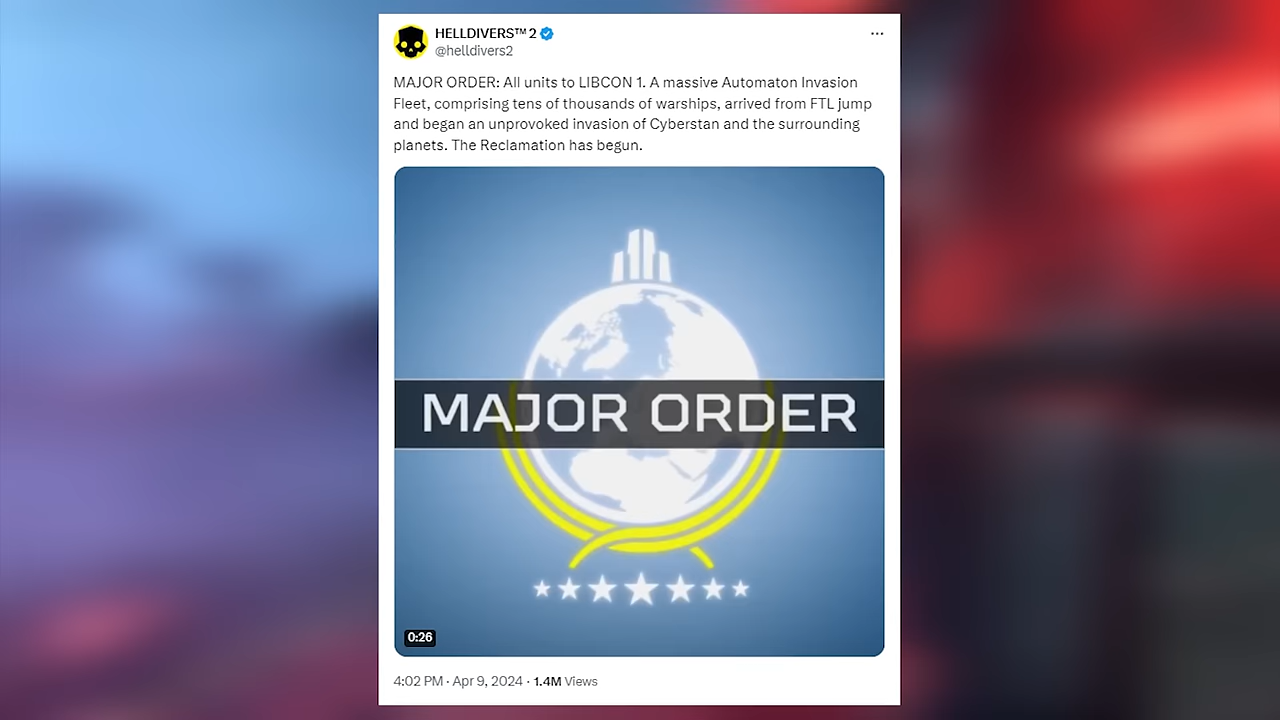 HELLDIVERS™ 2
@helldivers2
MAJOR ORDER: All units to LIBCON 1. A massive Automaton Invasion
Fleet, comprising tens of thousands of warships, arrived from FTL jump
and began an unprovoked invasion of Cyberstan and the surrounding
planets. The Reclamation has begun.
MAJOR ORDER
0:26
4:02 PM · Apr 9, 2024 · 1.4M Views